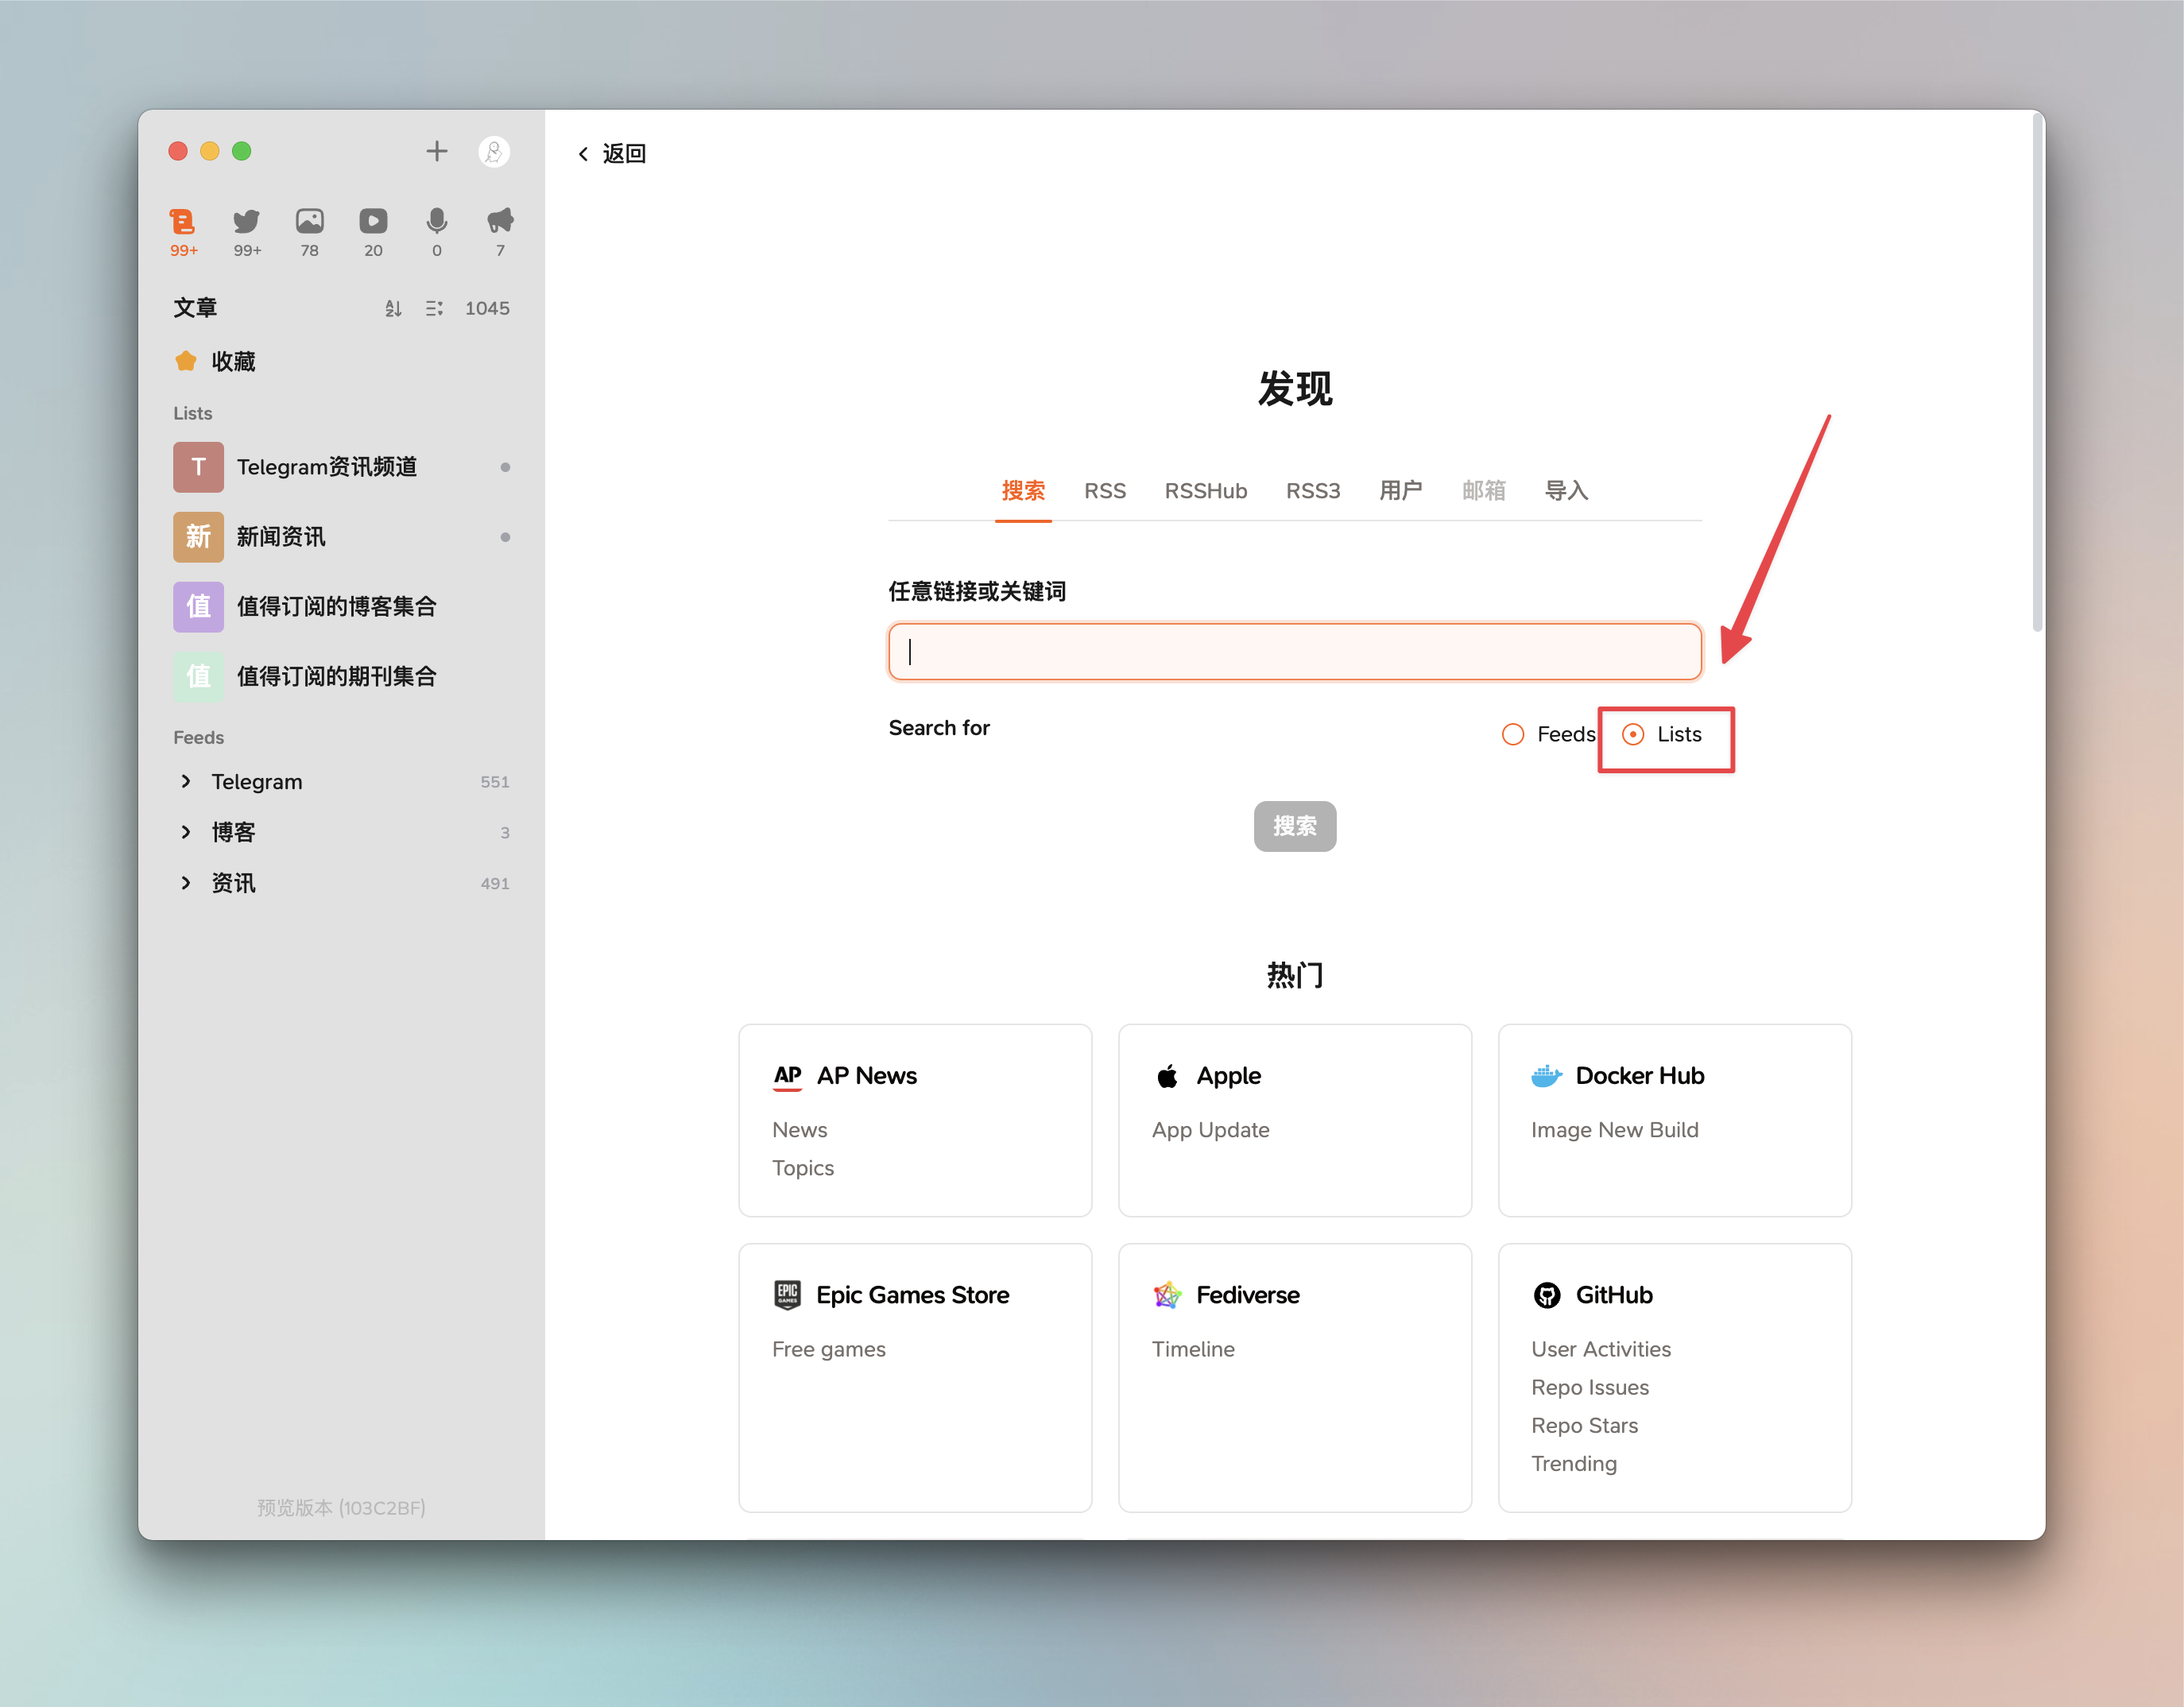 返回
99+
99+
78
20
0
7
文章
1045
收藏
Lists
T
Telegram资讯频道
新
新闻资讯
值
值得订阅的博客集合
值
值得订阅的期刊集合
Feeds
Telegram
551
博客
3
资讯
491
预览版本 (103C2BF)
发现
搜索 RSS RSSHub RSS3 用户 邮箱 导入
任意链接或关键词
Search for
Feeds
Lists
搜索
热门
AP
AP News
News
Topics
Apple
App Update
Docker Hub
Image New Build
EPIC
GAMES
Epic Games Store
Free games
Fediverse
Timeline
GitHub
User Activities
Repo Issues
Repo Stars
Trending